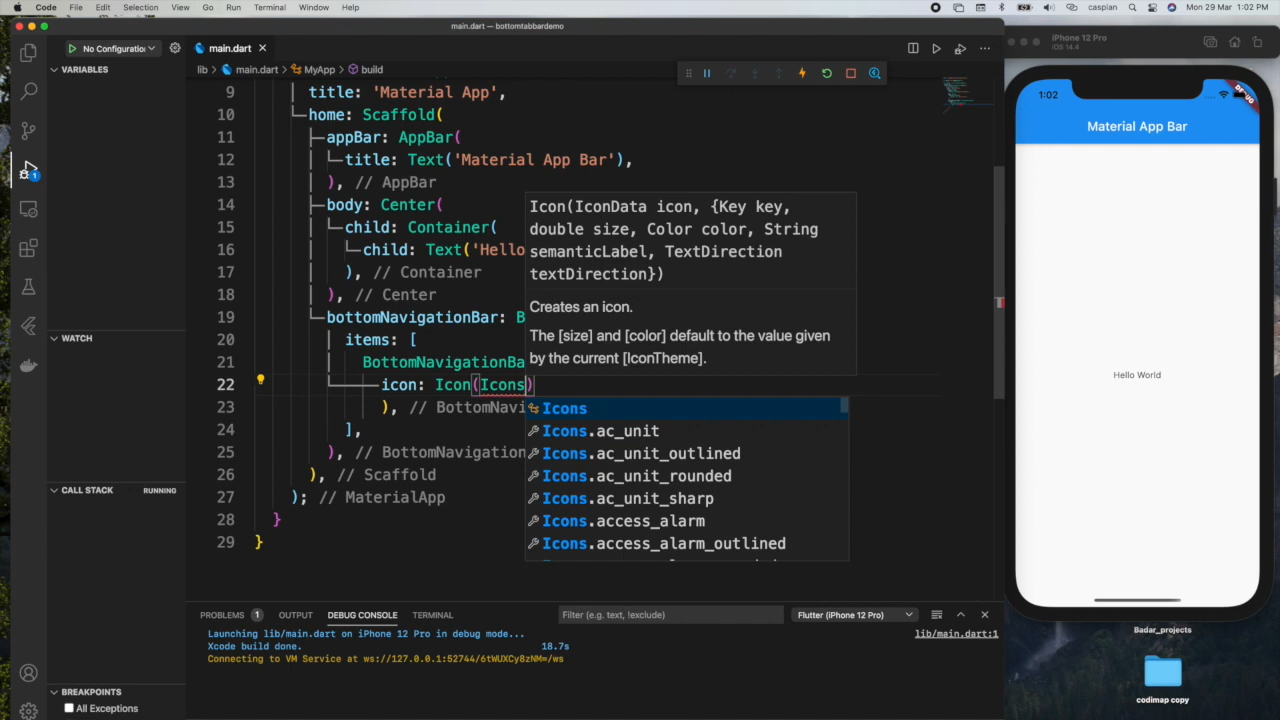 Code File Edit Selection View Go Run Terminal Window Help
caspian Mon 29 Mar 1:02 PM
main.dart — bottomtabbardemo
No Configuration
main.dart
lib > main.dart > MyApp > build
VARIABLES
9 title: 'Material App',
10 home: Scaffold(
11 appBar: AppBar(
12 title: Text('Material App Bar'),
13 ), // AppBar
14 body: Center(
15 child: Container(
16 child: Text('Hello
17 ), // Container
18 ), // Center
19 bottomNavigationBar: B
20 items: [
21 BottomNavigationBa
22 icon: Icon(Icons)
23 ), // BottomNavi
24 ],
25 ), // BottomNavigation
26 ), // Scaffold
27 ); // MaterialApp
28 }
29 }
Icon(IconData icon, {Key key,
double size, Color color, String
semanticLabel, TextDirection
textDirection})
Creates an icon.
The [size] and [color] default to the value given
by the current [IconTheme].
Icons
Icons.ac_unit
Icons.ac_unit_outlined
Icons.ac_unit_rounded
Icons.ac_unit_sharp
Icons.access_alarm
Icons.access_alarm_outlined
1
WATCH
CALL STACK RUNNING
BREAKPOINTS
All Exceptions
PROBLEMS 1 OUTPUT DEBUG CONSOLE TERMINAL
Filter (e.g. text, !exclude)
Flutter (iPhone 12 Pro)
Launching lib/main.dart on iPhone 12 Pro in debug mode...
lib/main.dart:1
Xcode build done. 18.7s
Connecting to VM Service at ws://127.0.0.1:52744/6tWUXCy8zNM=/ws
iPhone 12 Pro
iOS 14.4
1:02
DEBUG
Material App Bar
Hello World
Badar_projects
codimap copy